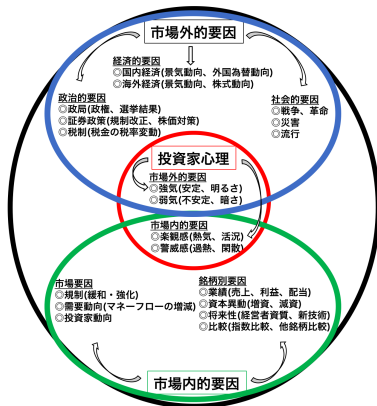 市場外的要因
経済的要因
◎国内経済(景気動向、外国為替動向)
◎海外経済(景気動向、株式動向)
政治的要因
◎政局(政権、選挙結果)
◎証券政策(規制改正、株価対策)
◎税制(税金の税率変動)
社会的要因
◎戦争、革命
◎災害
◎流行
投資家心理
市場外的要因
◎強気(安定、明るさ)
◎弱気(不安定、暗さ)
市場内的要因
◎楽観感(熱気、活況)
◎警戒感(過熱、閑散)
市場要因
◎規制(緩和・強化)
◎需要動向(マネーフローの増減)
◎投資家動向
銘柄別要因
◎業績(売上、利益、配当)
◎資本異動(増資、減資)
◎将来性(経営者資質、新技術)
◎比較(指数比較、他銘柄比較)
市場内的要因